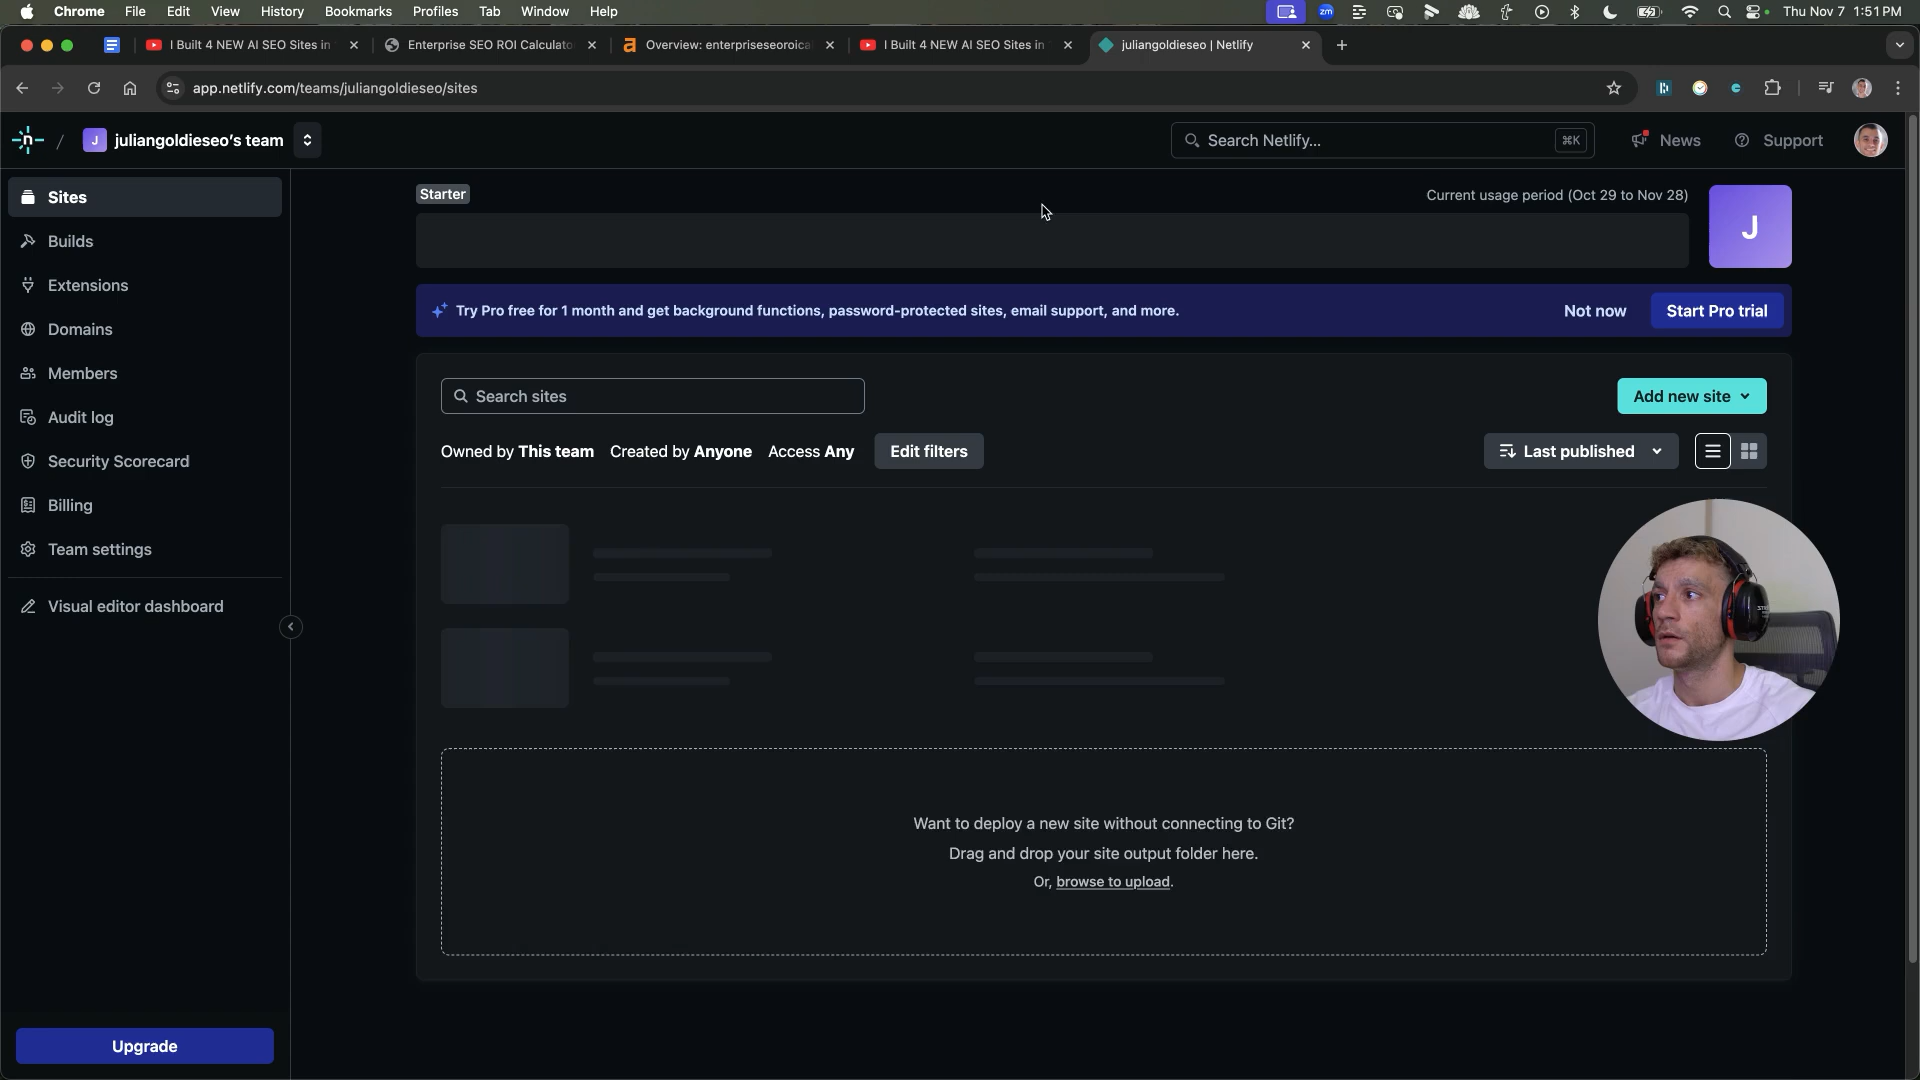 Chrome File Edit View History Bookmarks Profiles Tab Window Help
zm
Thu Nov 7 1:51 PM
I Built 4 NEW AI SEO Sites in
Enterprise SEO ROI Calculato
Overview: enterpriseseoroica
I Built 4 NEW AI SEO Sites in
juliangoldieseo | Netlify
app.netlify.com/teams/juliangoldieseo/sites
n / J juliangoldieseo's team
Search Netlify... ⌘K
News
Support
Sites
Builds
Extensions
Domains
Members
Audit log
Security Scorecard
Billing
Team settings
Visual editor dashboard
Upgrade
Starter
Current usage period (Oct 29 to Nov 28)
J
Try Pro free for 1 month and get background functions, password-protected sites, email support, and more.
Not now
Start Pro trial
Search sites
Add new site
Owned by This team Created by Anyone Access Any Edit filters
Last published
Want to deploy a new site without connecting to Git?
Drag and drop your site output folder here.
Or, browse to upload.